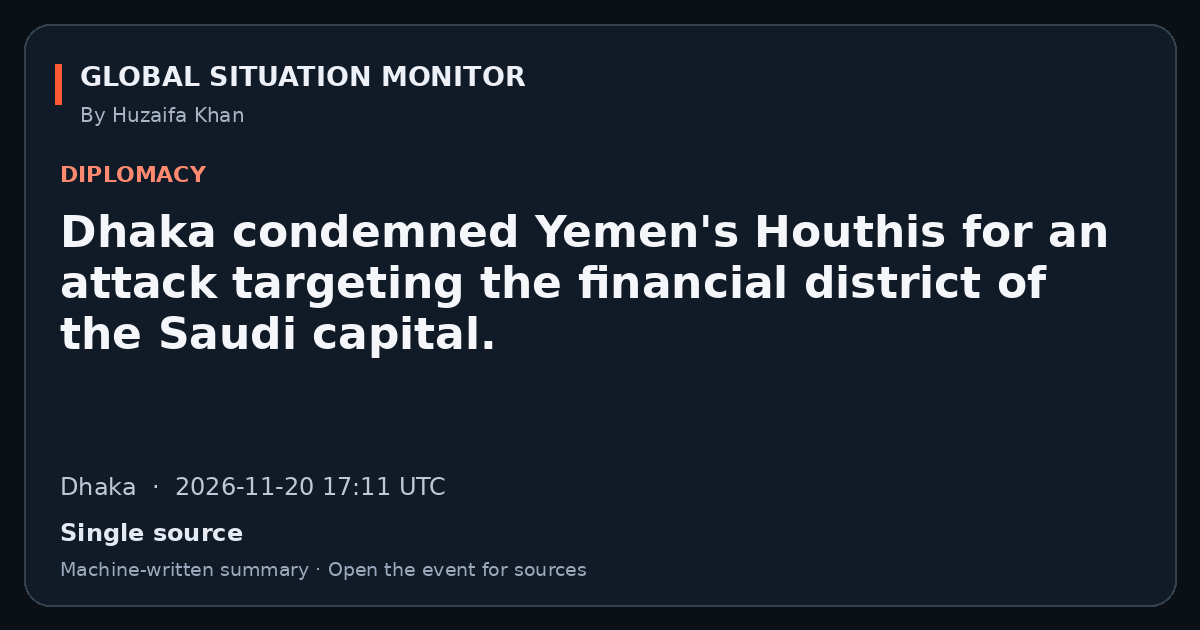 GLOBAL SITUATION MONITOR
By Huzaifa Khan
DIPLOMACY
Dhaka condemned Yemen's Houthis for an
attack targeting the financial district of
the Saudi capital.
Dhaka · 2026-11-20 17:11 UTC
Single source
Machine-written summary · Open the event for sources